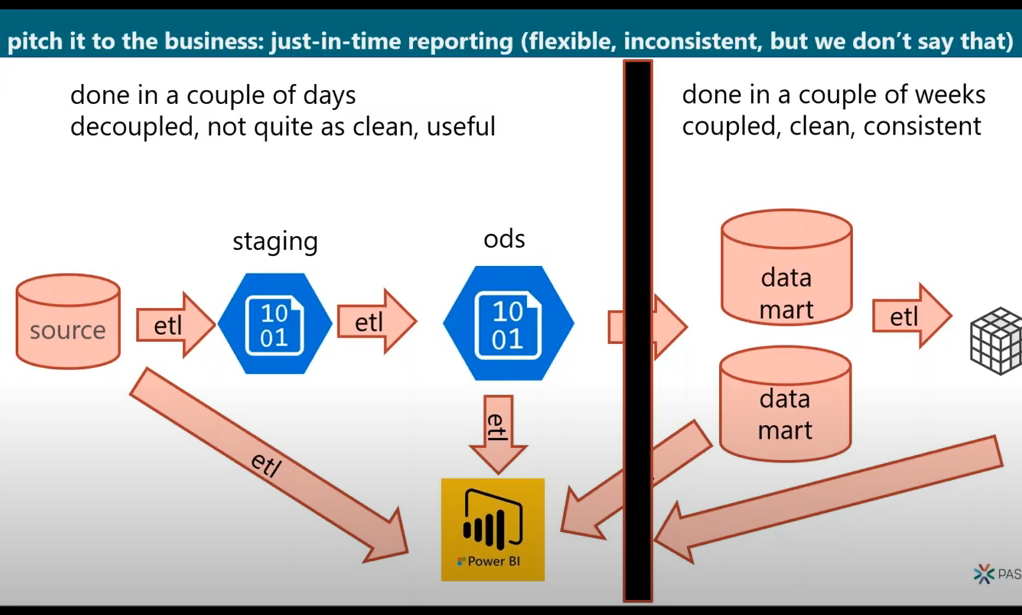 pitch it to the business: just-in-time reporting (flexible, inconsistent, but we don't say that)
done in a couple of days
decoupled, not quite as clean, useful
done in a couple of weeks
coupled, clean, consistent
staging
ods
source
etl
10
01
etl
10
01
data
mart
etl
data
mart
etl
etl
Power BI
PAS